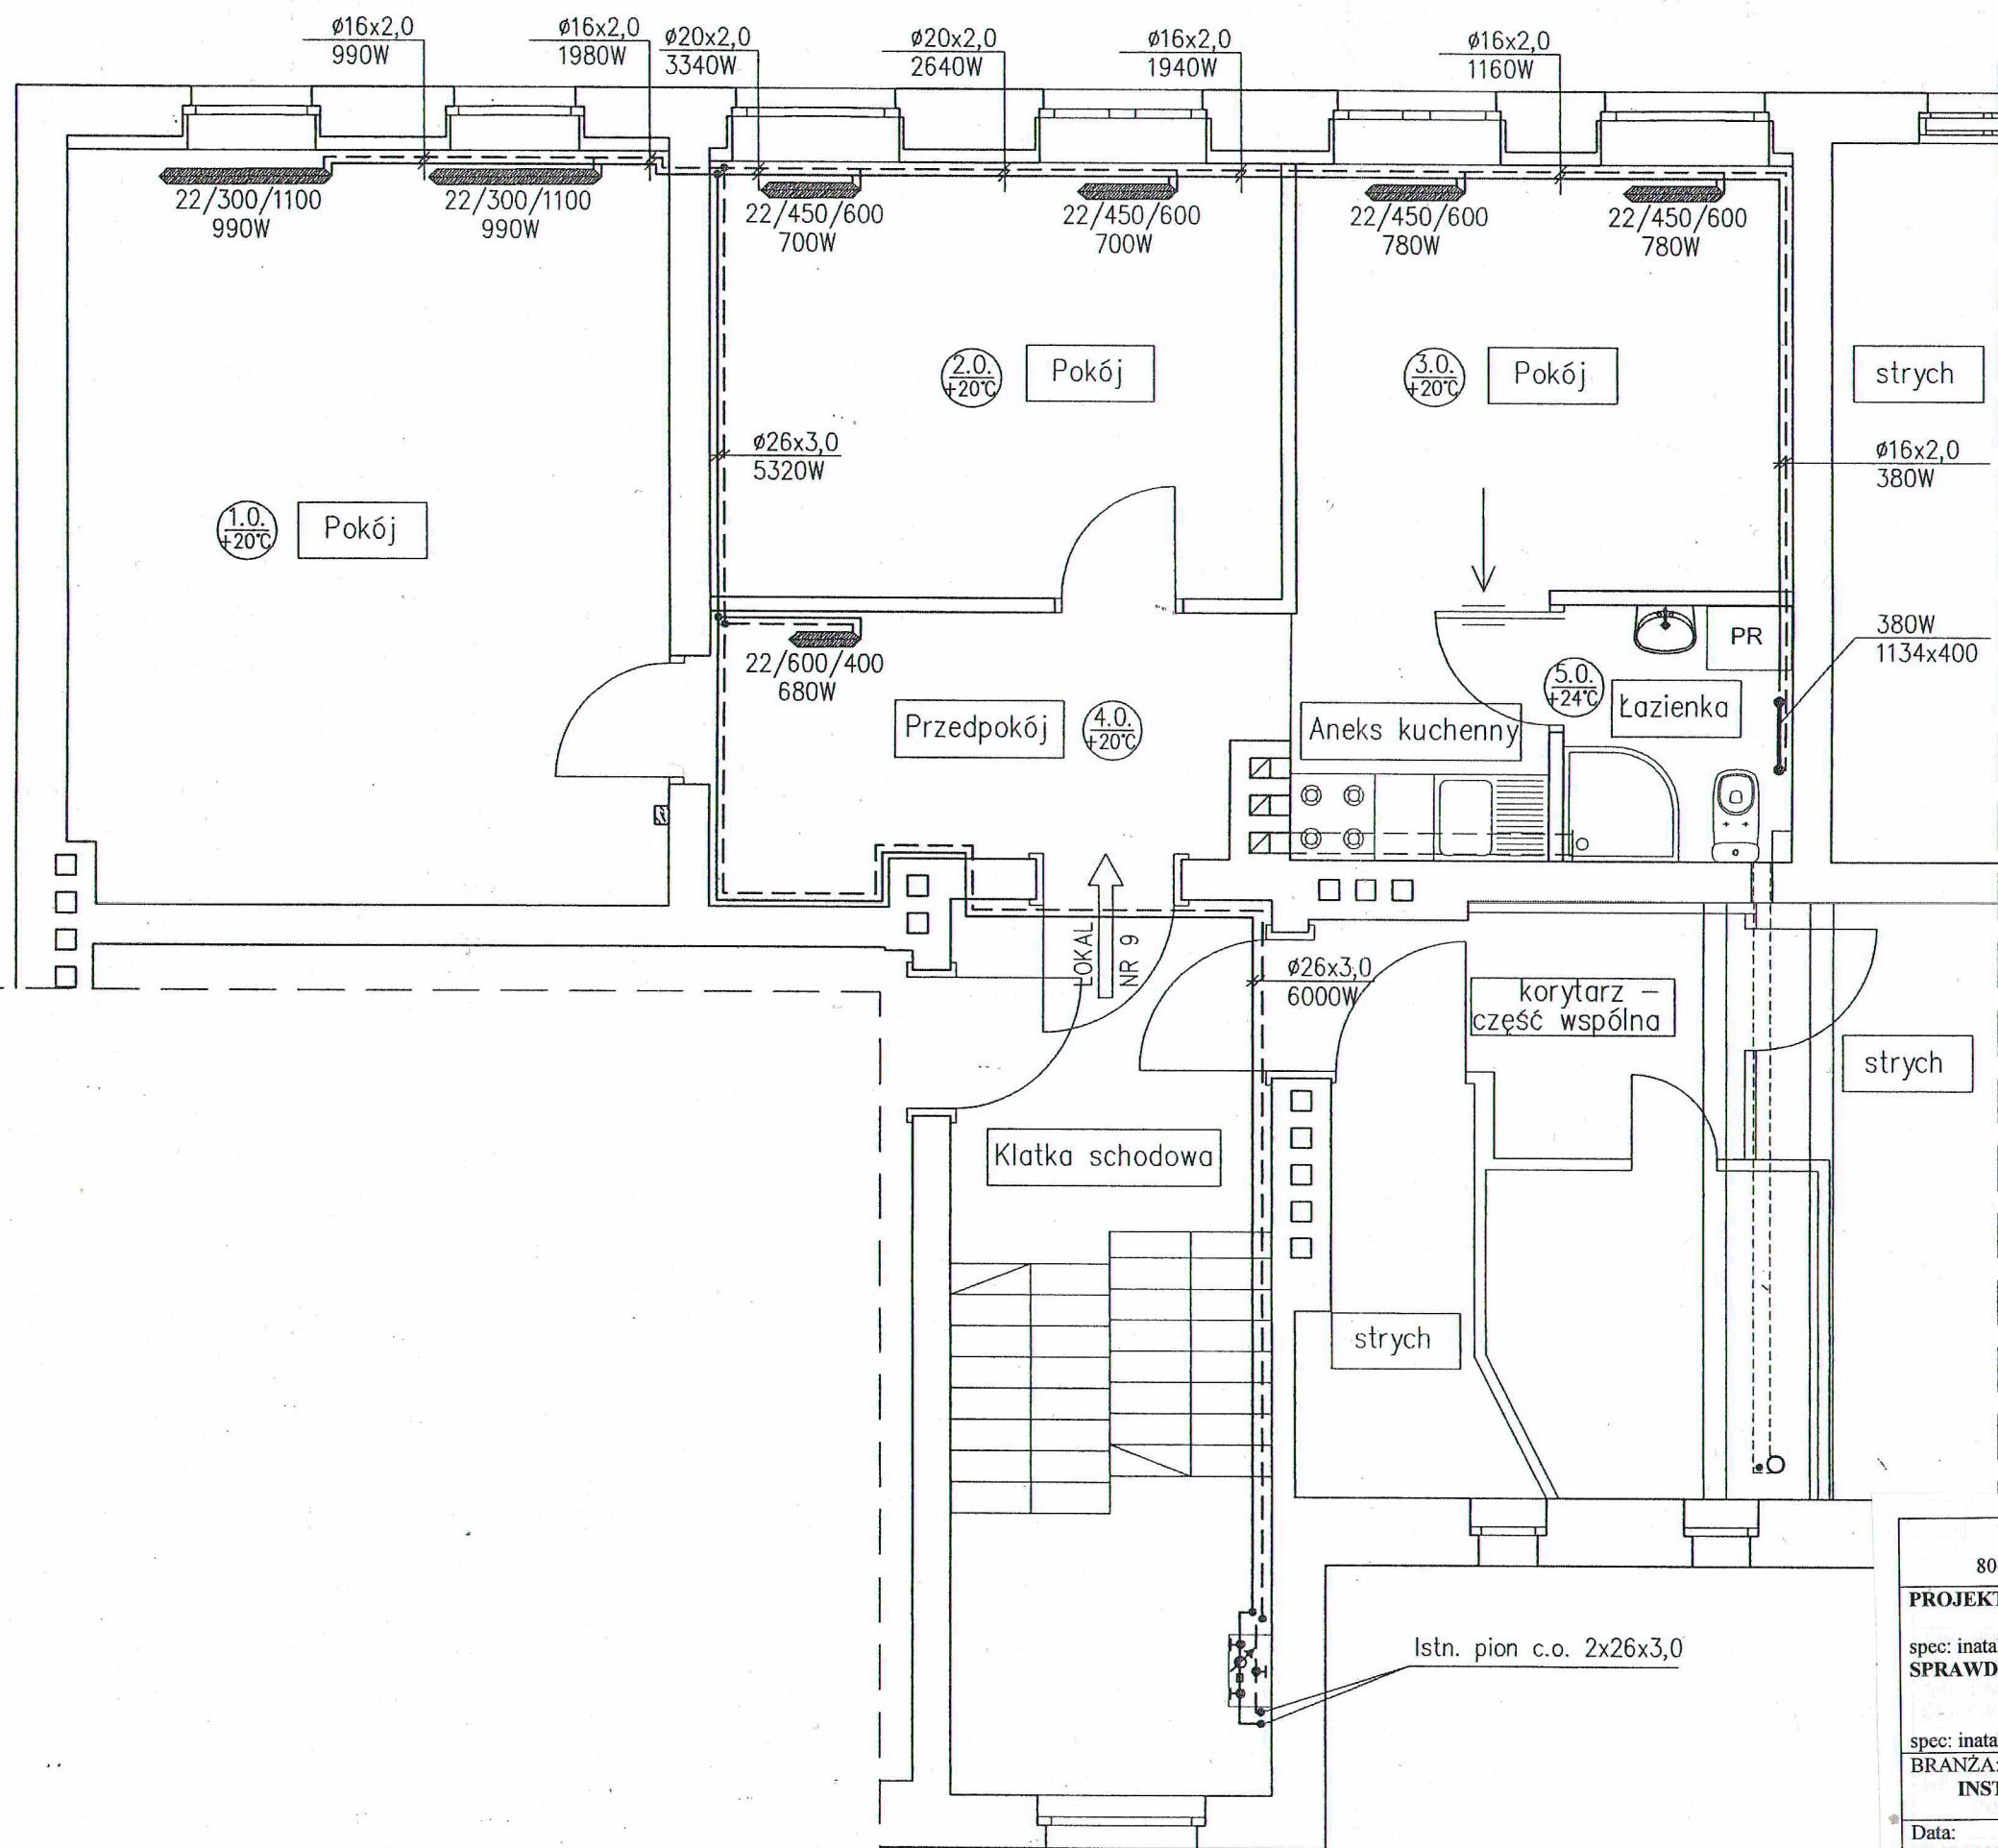 ø16x2,0
990W
ø16x2,0
1980W
ø20x2,0
3340W
ø20x2,0
2640W
ø16x2,0
1940W
ø16x2,0
1160W
22/300/1100
990W
22/300/1100
990W
22/450/600
700W
22/450/600
700W
22/450/600
780W
22/450/600
780W
2.0.
+20°C
Pokój
3.0.
+20°C
Pokój
strych
ø26x3,0
5320W
ø16x2,0
380W
1.0.
+20°C
Pokój
22/600/400
680W
PR
380W
1134x400
5.0.
+24°C
Łazienka
Przedpokój
4.0.
+20°C
Aneks kuchenny
LOKAL
NR 9
ø26x3,0
6000W
korytarz –
część wspólna
strych
Klatka schodowa
strych
Istn. pion c.o. 2x26x3,0
80
PROJEKT
spec: inata
SPRAWD
spec: inata
BRANŻA:
INST
Data: